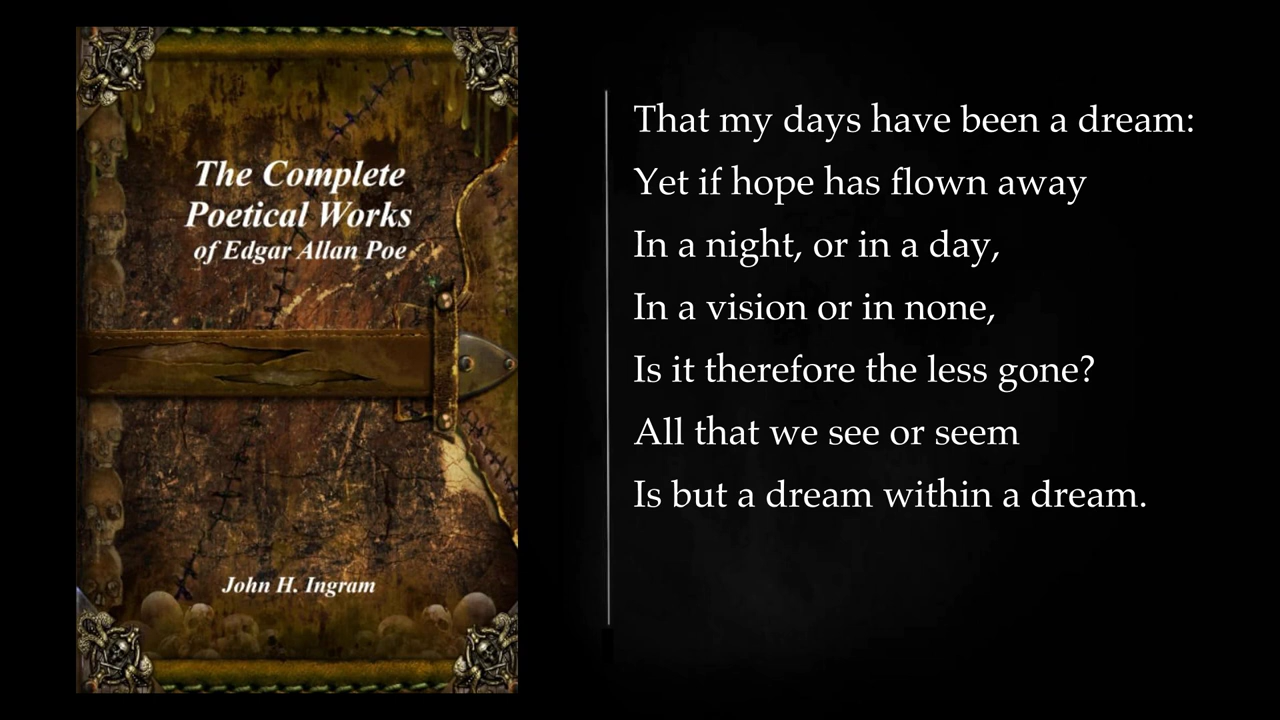 The Complete
Poetical Works
of Edgar Allan Poe
John H. Ingram
That my days have been a dream:
Yet if hope has flown away
In a night, or in a day,
In a vision or in none,
Is it therefore the less gone?
All that we see or seem
Is but a dream within a dream.